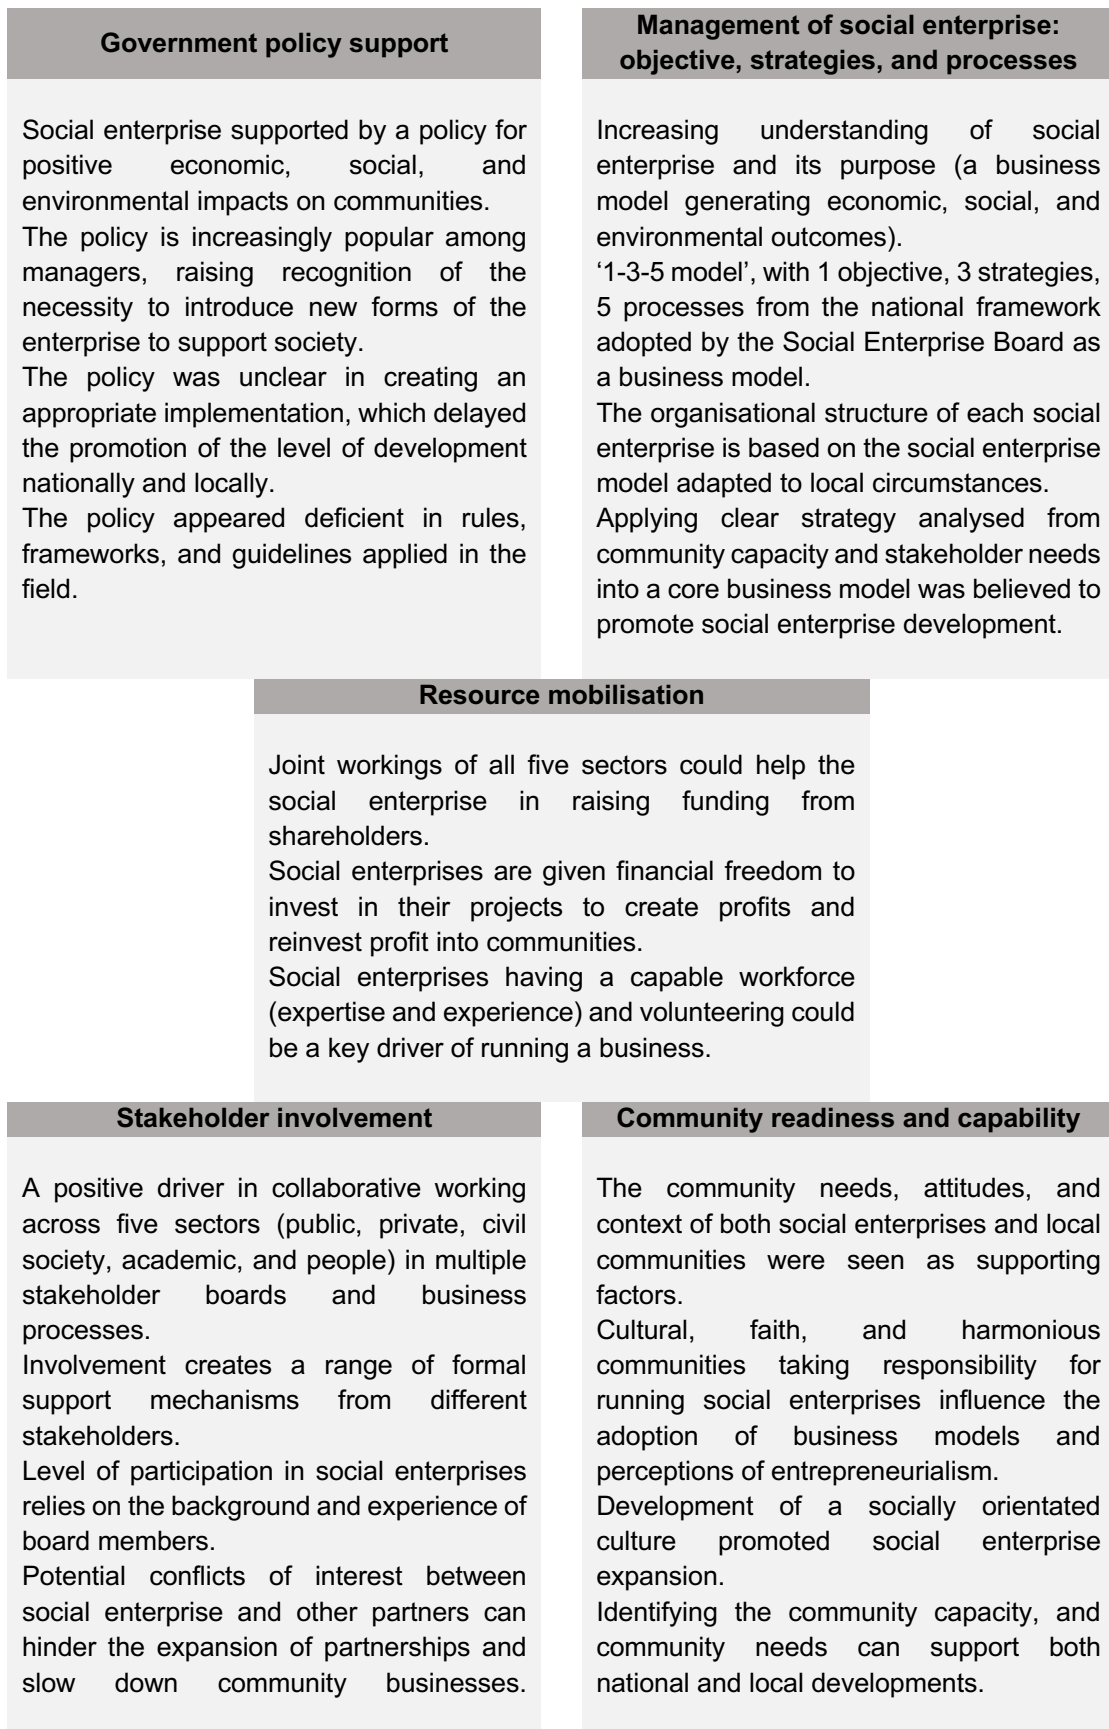 Government policy support
Social enterprise supported by a policy for
positive economic, social, and
environmental impacts on communities.
The policy is increasingly popular among
managers, raising recognition of the
necessity to introduce new forms of the
enterprise to support society.
The policy was unclear in creating an
appropriate implementation, which delayed
the promotion of the level of development
nationally and locally.
The policy appeared deficient in rules,
frameworks, and guidelines applied in the
field.
Management of social enterprise:
objective, strategies, and processes
Increasing understanding of social
enterprise and its purpose (a business
model generating economic, social, and
environmental outcomes).
‘1-3-5 model’, with 1 objective, 3 strategies,
5 processes from the national framework
adopted by the Social Enterprise Board as
a business model.
The organisational structure of each social
enterprise is based on the social enterprise
model adapted to local circumstances.
Applying clear strategy analysed from
community capacity and stakeholder needs
into a core business model was believed to
promote social enterprise development.
Resource mobilisation
Joint workings of all five sectors could help the
social enterprise in raising funding from
shareholders.
Social enterprises are given financial freedom to
invest in their projects to create profits and
reinvest profit into communities.
Social enterprises having a capable workforce
(expertise and experience) and volunteering could
be a key driver of running a business.
Stakeholder involvement
A positive driver in collaborative working
across five sectors (public, private, civil
society, academic, and people) in multiple
stakeholder boards and business
processes.
Involvement creates a range of formal
support mechanisms from different
stakeholders.
Level of participation in social enterprises
relies on the background and experience of
board members.
Potential conflicts of interest between
social enterprise and other partners can
hinder the expansion of partnerships and
slow down community businesses.
Community readiness and capability
The community needs, attitudes, and
context of both social enterprises and local
communities were seen as supporting
factors.
Cultural, faith, and harmonious
communities taking responsibility for
running social enterprises influence the
adoption of business models and
perceptions of entrepreneurialism.
Development of a socially orientated
culture promoted social enterprise
expansion.
Identifying the community capacity, and
community needs can support both
national and local developments.